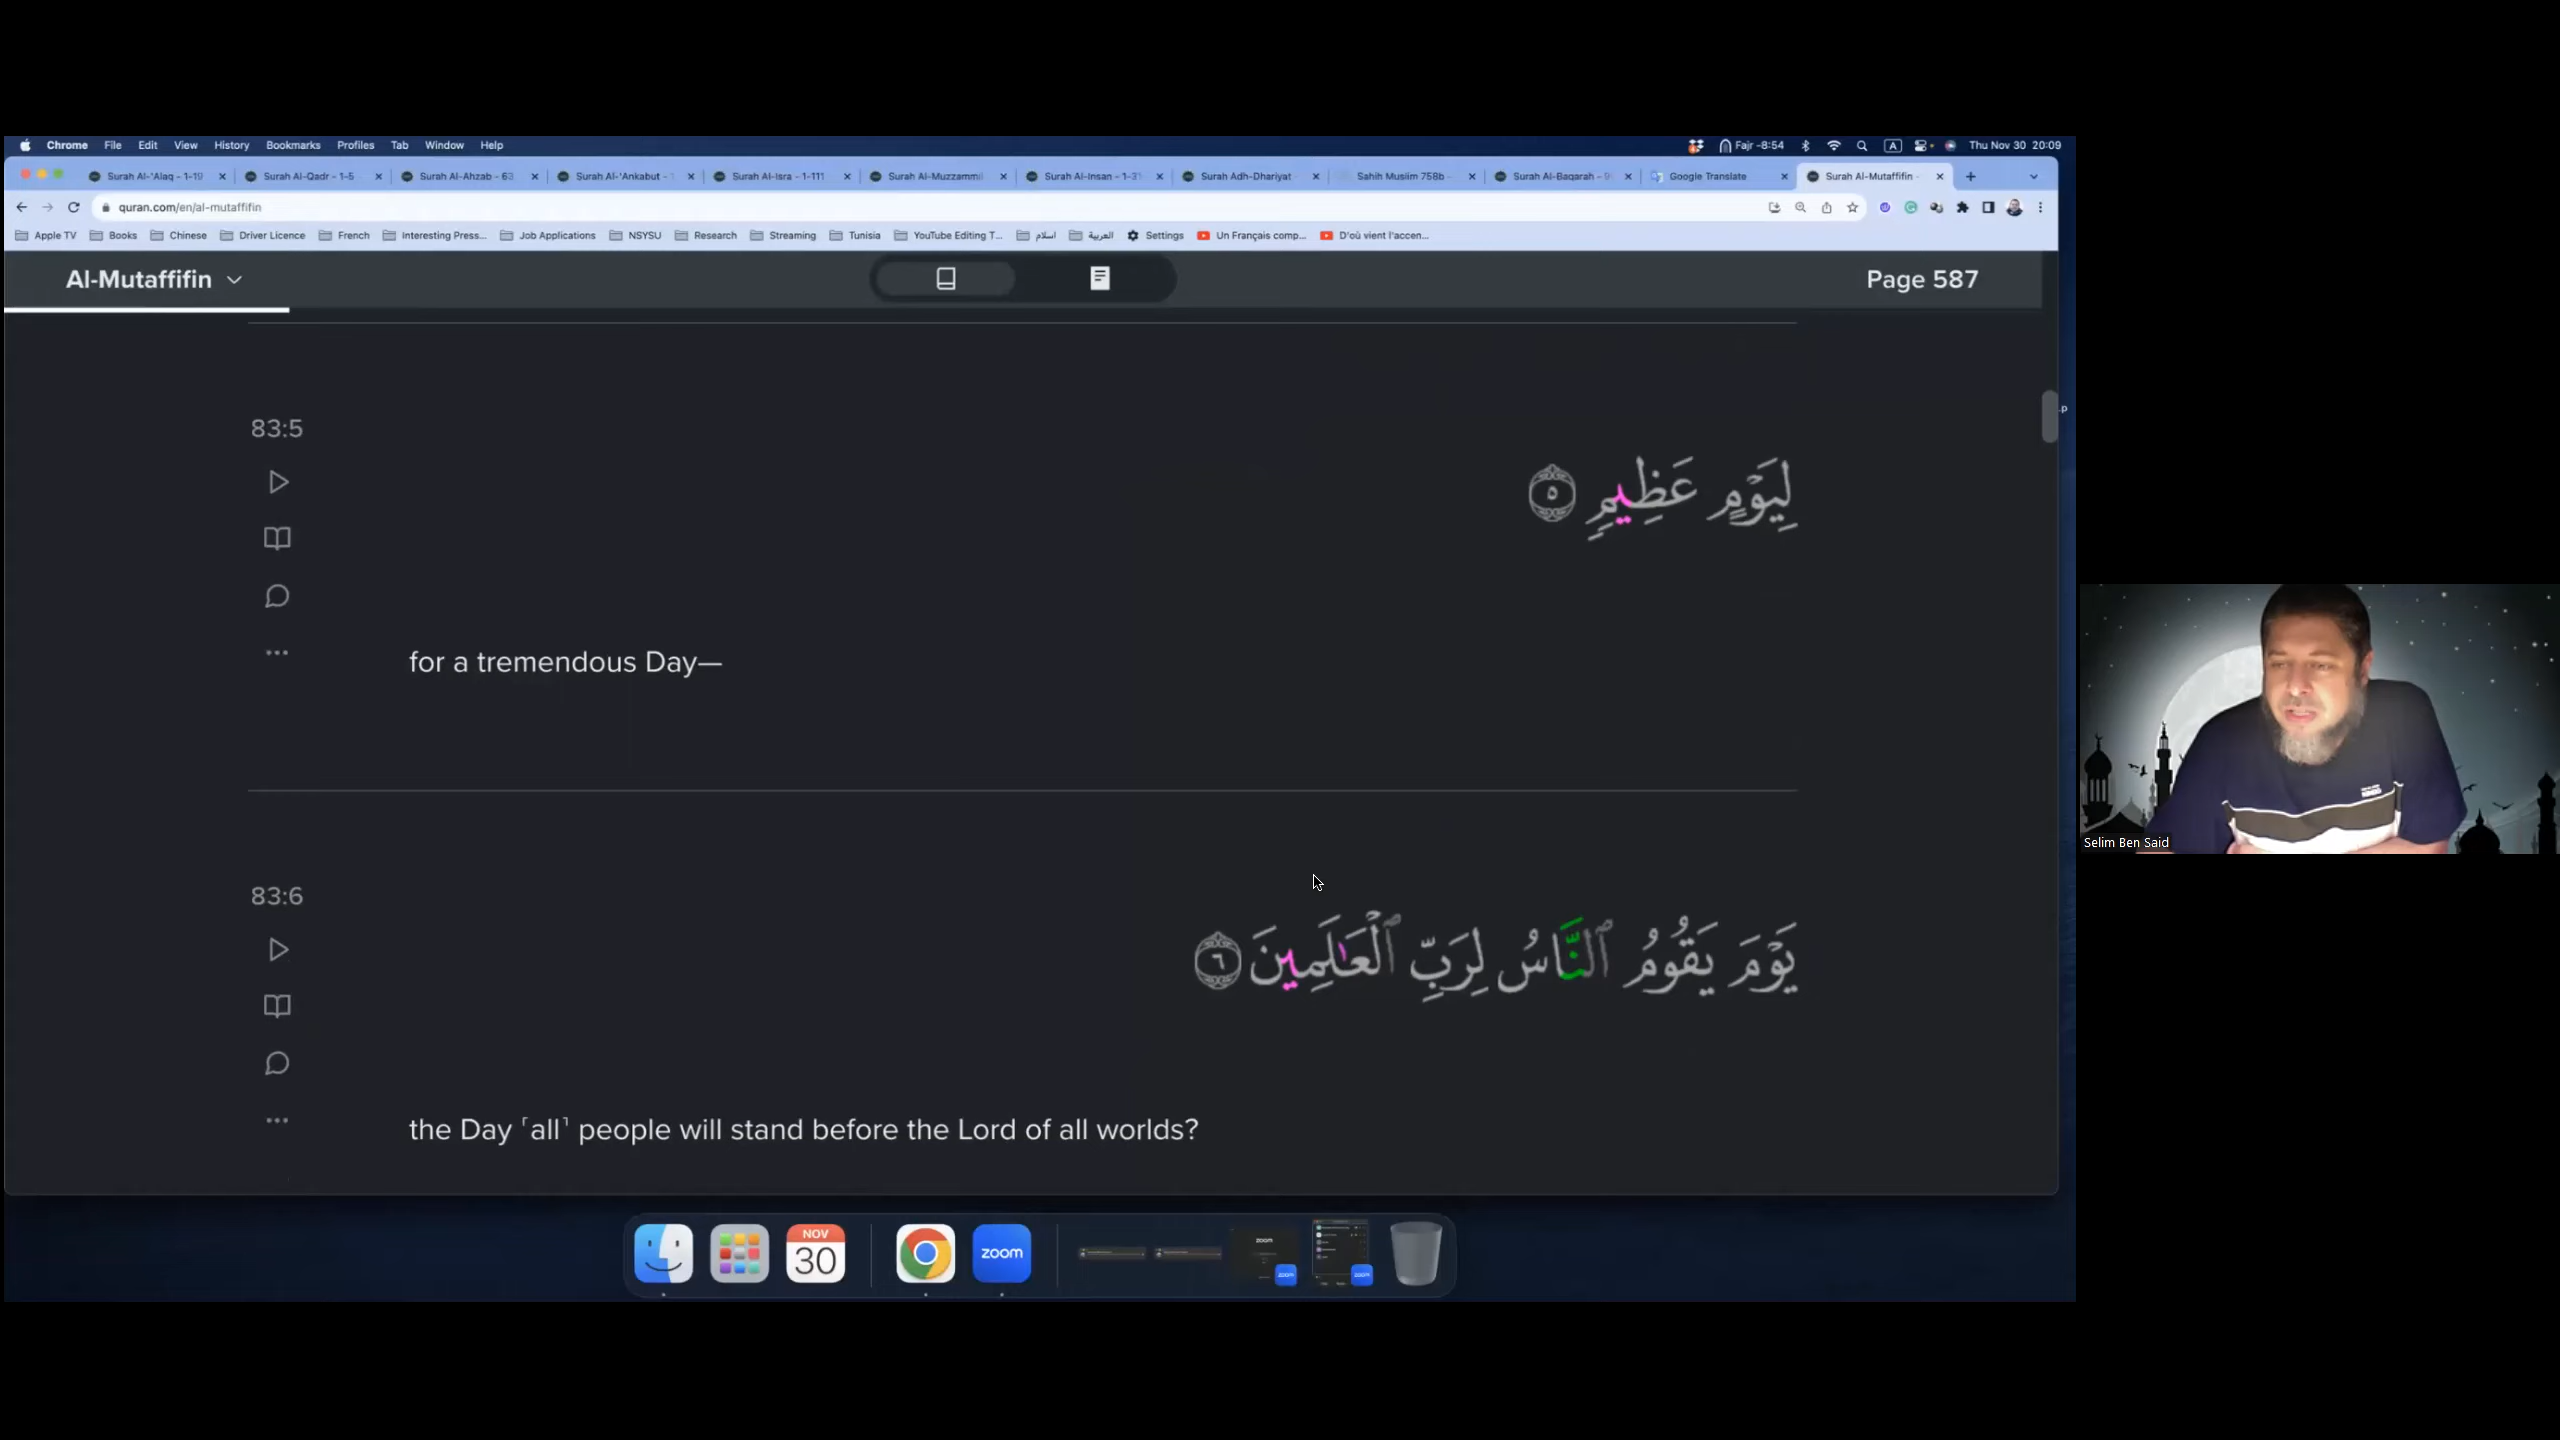 Chrome File Edit View History Bookmarks Profiles Tab Window Help Fajr -8:54 A Thu Nov 30 20:09
Surah Al-'Alaq - 1-19 Surah Al-Qadr - 1-5 Surah Al-Ahzab - 63 Surah Al-'Ankabut - Surah Al-Isra - 1-111 Surah Al-Muzzammil Surah Al-Insan - 1-31 Surah Adh-Dhariyat Sahih Muslim 758b - Surah Al-Baqarah - 9 Google Translate Surah Al-Mutaffifin -
quran.com/en/al-mutaffifin
Apple TV Books Chinese Driver Licence French Interesting Press... Job Applications NSYSU Research Streaming Tunisia YouTube Editing T... اسلام العربية Settings Un Français comp... D'où vient l'accen...
Al-Mutaffifin Page 587
83:5
لِيَوْمٍ عَظِيمٍ ٥
for a tremendous Day—
83:6
يَوْمَ يَقُومُ ٱلنَّاسُ لِرَبِّ ٱلْعَـٰلَمِينَ ٦
the Day ˹all˺ people will stand before the Lord of all worlds?
Selim Ben Said
NOV
30
zoom
zoom
zoom
zoom